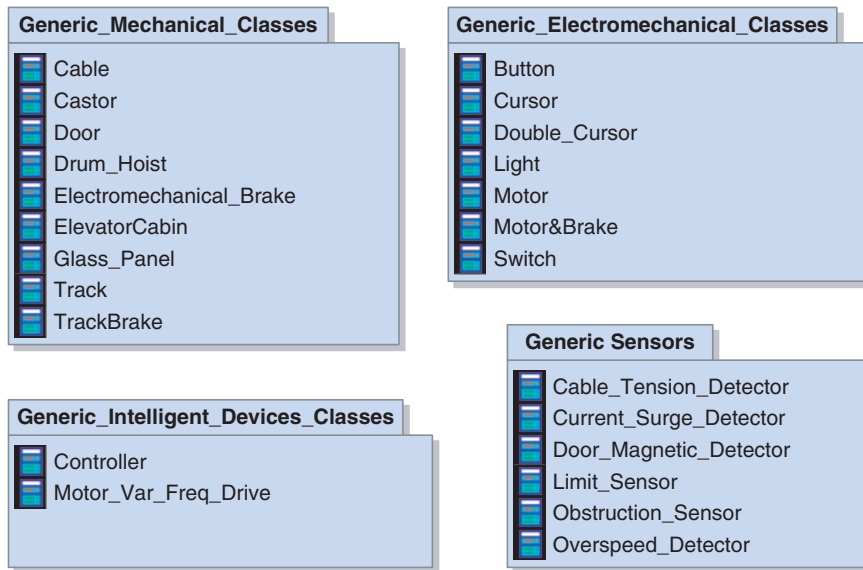 Generic_Mechanical_Classes
Cable
Castor
Door
Drum_Hoist
Electromechanical_Brake
ElevatorCabin
Glass_Panel
Track
TrackBrake
Generic_Electromechanical_Classes
Button
Cursor
Double_Cursor
Light
Motor
Motor&Brake
Switch
Generic_Intelligent_Devices_Classes
Controller
Motor_Var_Freq_Drive
Generic Sensors
Cable_Tension_Detector
Current_Surge_Detector
Door_Magnetic_Detector
Limit_Sensor
Obstruction_Sensor
Overspeed_Detector